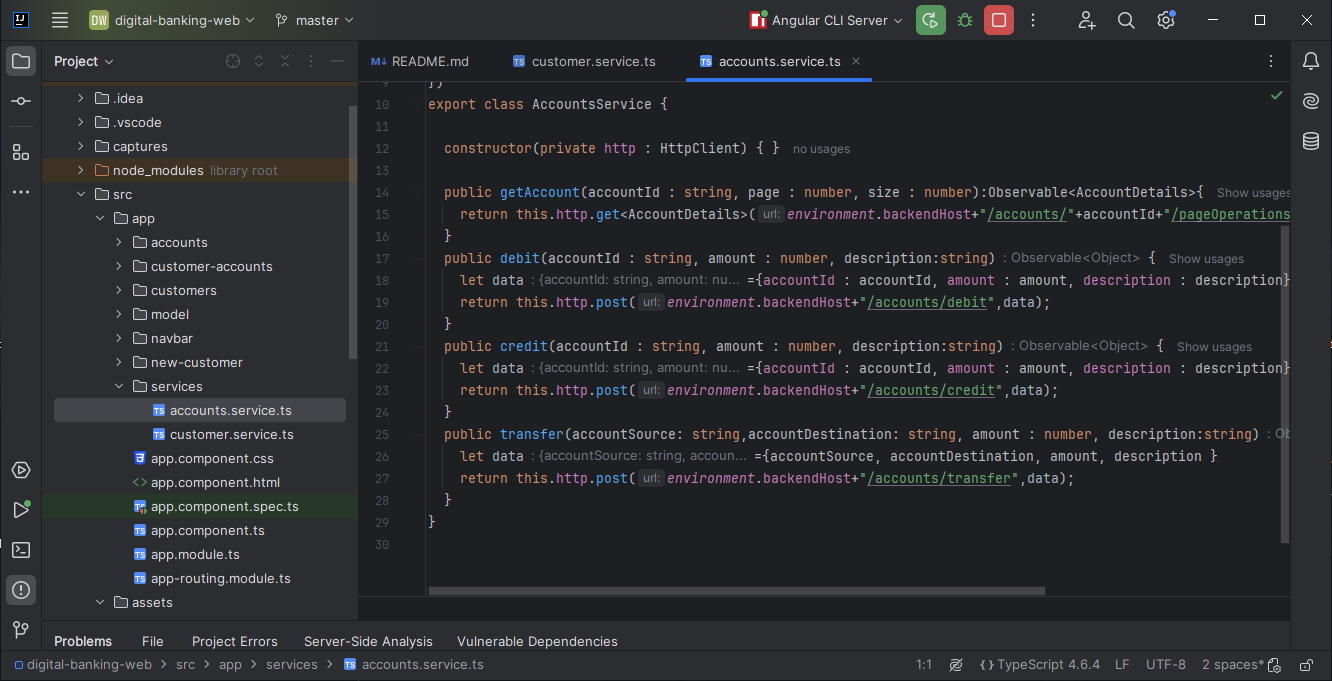 DW digital-banking-web master Angular CLI Server
Project
README.md
customer.service.ts
accounts.service.ts
.idea
.vscode
captures
node_modules library root
src
app
accounts
customer-accounts
customers
model
navbar
new-customer
services
accounts.service.ts
customer.service.ts
app.component.css
app.component.html
app.component.spec.ts
app.component.ts
app.module.ts
app-routing.module.ts
assets
9 })
10 export class AccountsService {
11
12 constructor(private http : HttpClient) { } no usages
13
14 public getAccount(accountId : string, page : number, size : number):Observable<AccountDetails>{ Show usages
15 return this.http.get<AccountDetails>( url: environment.backendHost+"/accounts/"+accountId+"/pageOperations
16 }
17 public debit(accountId : string, amount : number, description:string) : Observable<Object> { Show usages
18 let data : {accountId: string, amount: nu... ={accountId : accountId, amount : amount, description : description}
19 return this.http.post( url: environment.backendHost+"/accounts/debit",data);
20 }
21 public credit(accountId : string, amount : number, description:string) : Observable<Object> { Show usages
22 let data : {accountId: string, amount: nu... ={accountId : accountId, amount : amount, description : description}
23 return this.http.post( url: environment.backendHost+"/accounts/credit",data);
24 }
25 public transfer(accountSource: string,accountDestination: string, amount : number, description:string) : Ob
26 let data : {accountSource: string, accoun... ={accountSource, accountDestination, amount, description }
27 return this.http.post( url: environment.backendHost+"/accounts/transfer",data);
28 }
29 }
30
Problems File Project Errors Server-Side Analysis Vulnerable Dependencies
digital-banking-web > src > app > services > accounts.service.ts 1:1 {} TypeScript 4.6.4 LF UTF-8 2 spaces*